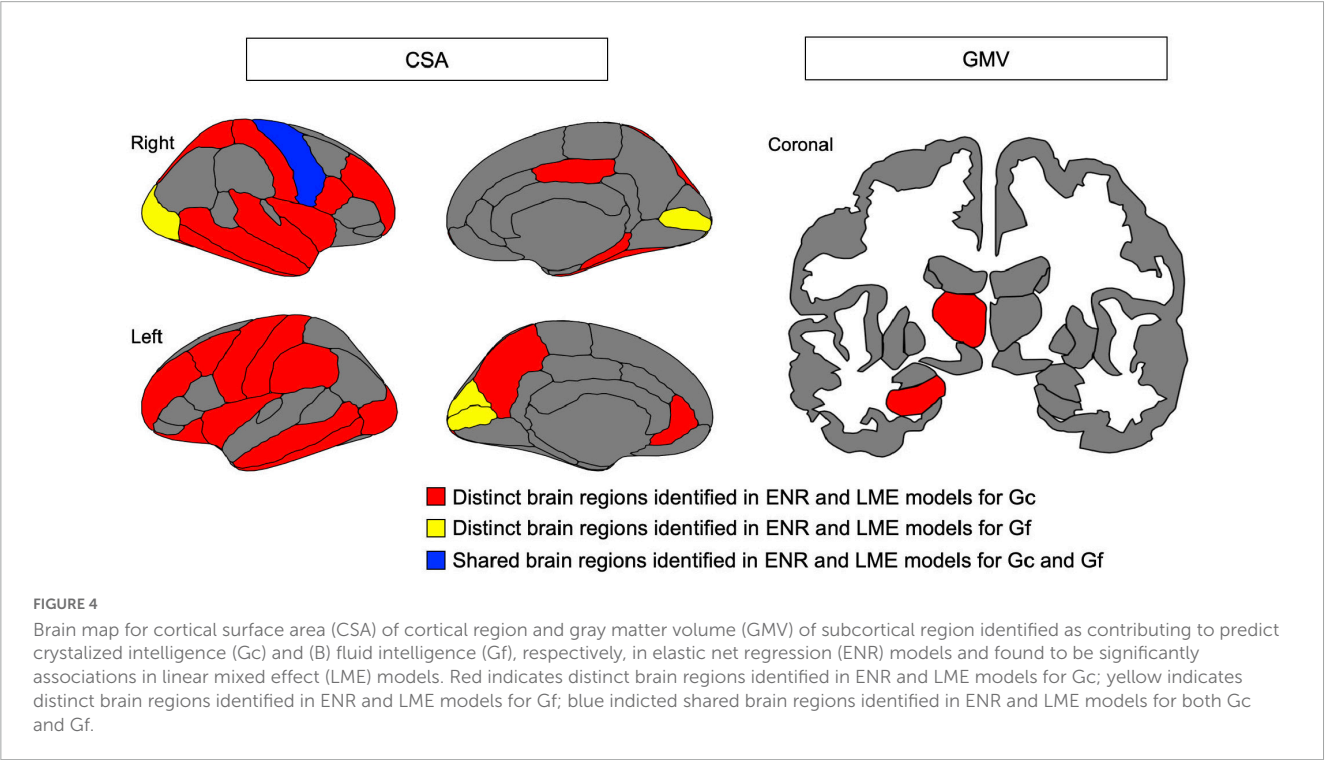 CSA
GMV
Right
Coronal
Left
Distinct brain regions identified in ENR and LME models for Gc
Distinct brain regions identified in ENR and LME models for Gf
Shared brain regions identified in ENR and LME models for Gc and Gf
FIGURE 4
Brain map for cortical surface area (CSA) of cortical region and gray matter volume (GMV) of subcortical region identified as contributing to predict
crystalized intelligence (Gc) and (B) fluid intelligence (Gf), respectively, in elastic net regression (ENR) models and found to be significantly
associations in linear mixed effect (LME) models. Red indicates distinct brain regions identified in ENR and LME models for Gc; yellow indicates
distinct brain regions identified in ENR and LME models for Gf; blue indicted shared brain regions identified in ENR and LME models for both Gc
and Gf.